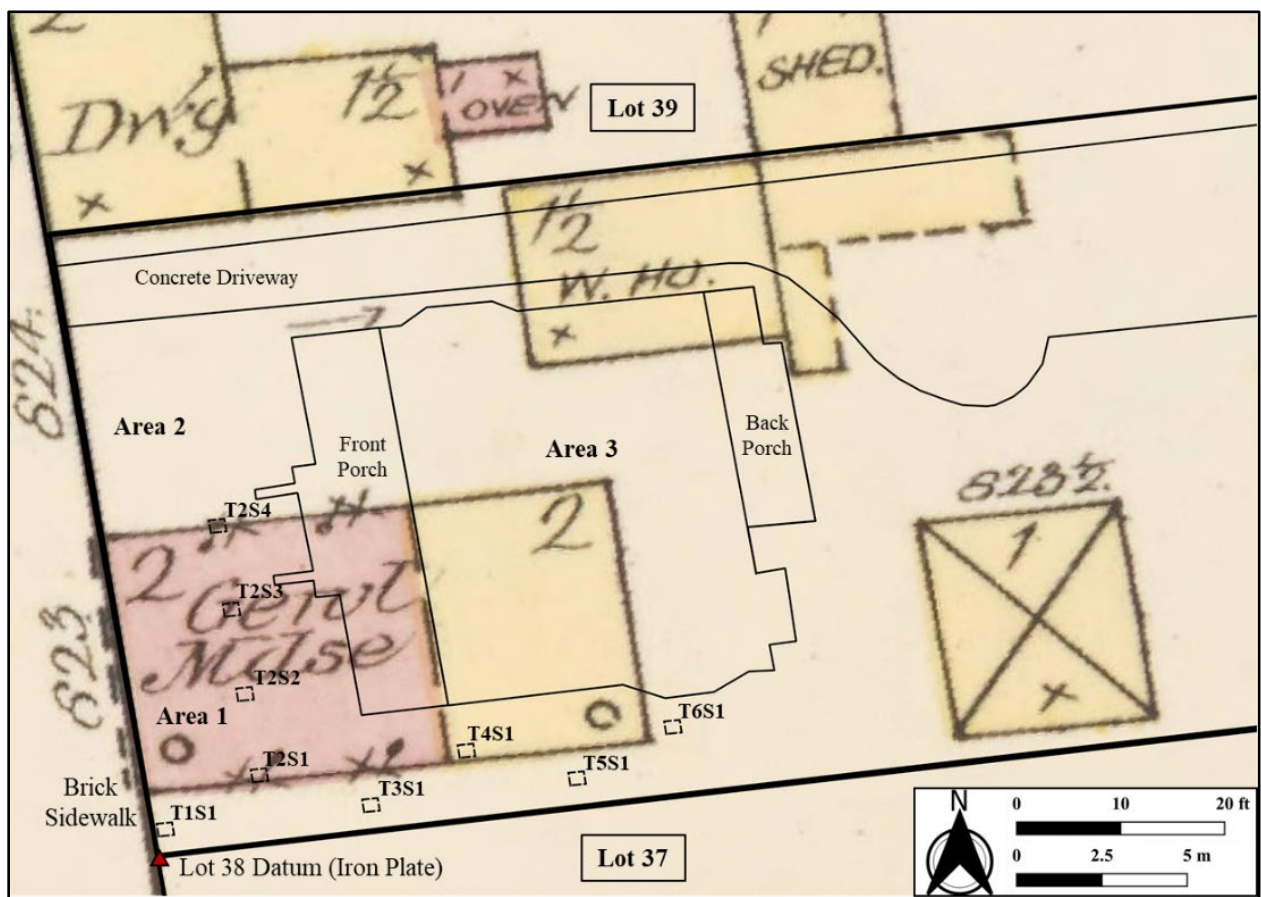 2
Dwg
1½
1 x
OVEN
Lot 39
1
SHED.
x
x
1½
W. HO.
x
Concrete Driveway
824.
Area 2
Front
Porch
Area 3
Back
Porch
823½.
1
x
T2S4
2
2
T2S3
Genl
Mdse
823
T2S2
Area 1
T6S1
T4S1
T2S1
T5S1
T3S1
Brick
Sidewalk
T1S1
Lot 38 Datum (Iron Plate)
Lot 37
N
0 10 20 ft
0 2.5 5 m